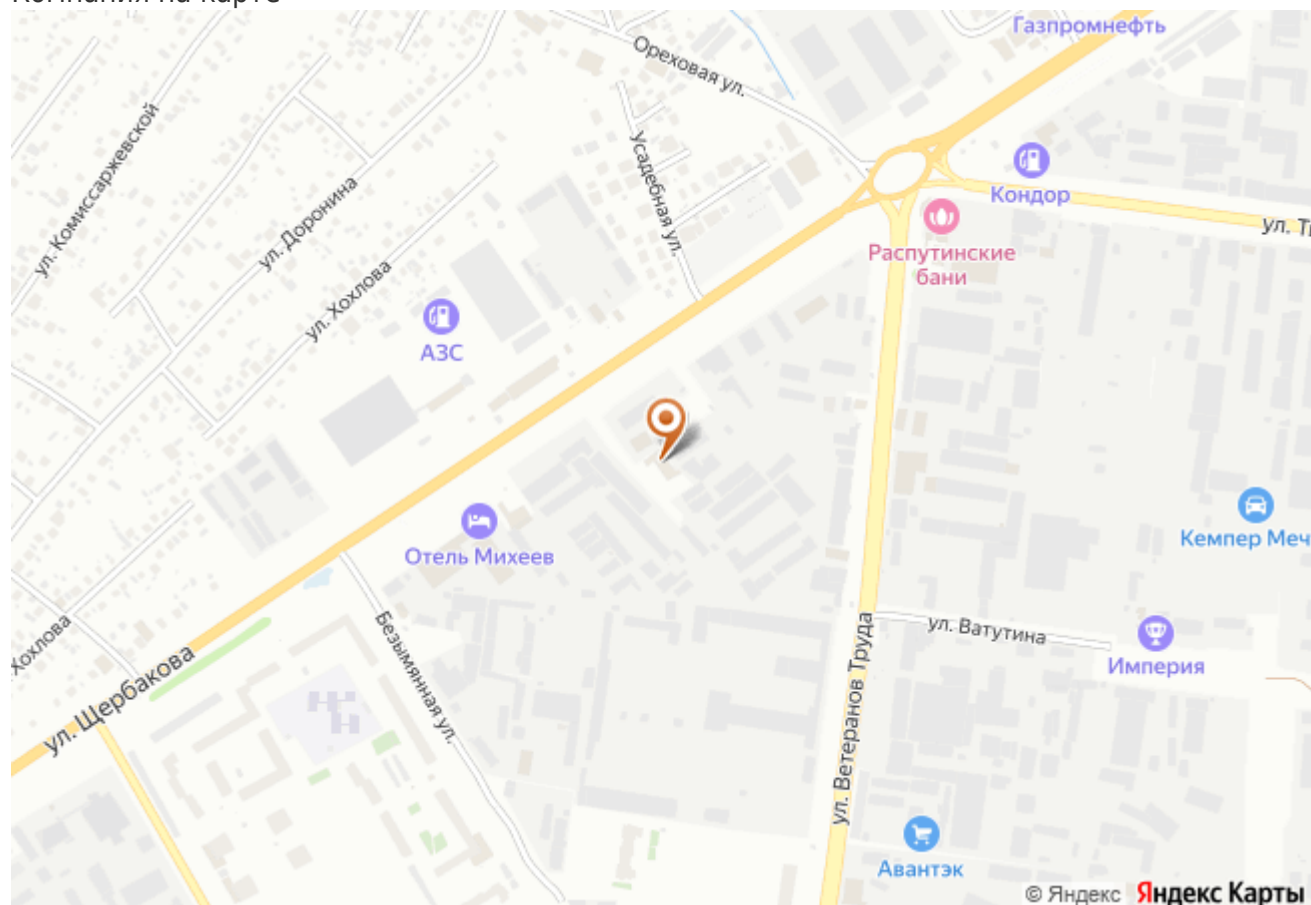 Газпромнефть
Ореховая ул.
ул. Комиссаржевской
Усадебная ул.
Кондор
ул. Доронина
Распутинские
бани
ул. Хохлова
АЗС
Кемпер Меч
Отель Михеев
ул. Ватутина
Хохлова
Безымянная ул.
ул. Ветеранов Труда
Империя
ул. Щербакова
Авантэк
© Яндекс Яндекс Карты